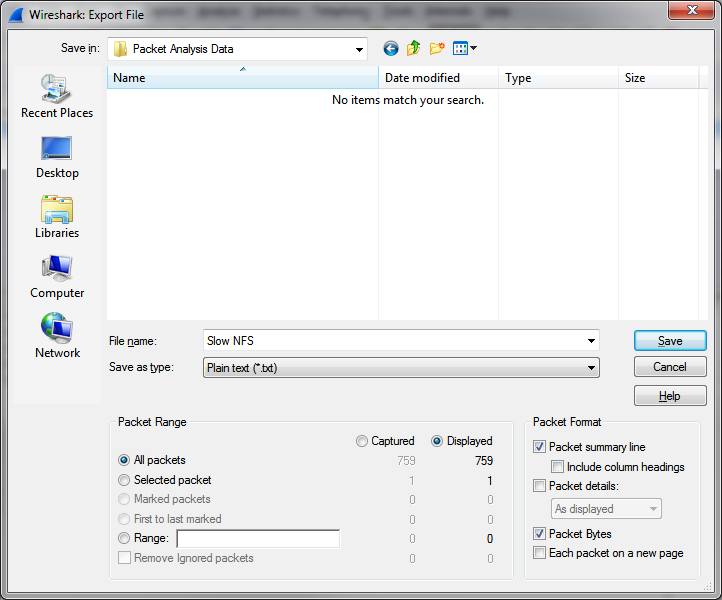 Wireshark: Export File
Save in: Packet Analysis Data
Name Date modified Type Size
No items match your search.
Recent Places
Desktop
Libraries
Computer
Network
File name: Slow NFS Save
Save as type: Plain text (*.txt) Cancel
Help
Packet Range
Captured Displayed
All packets 759 759
Selected packet 1 1
Marked packets 0 0
First to last marked 0 0
Range: 0 0
Remove Ignored packets 0 0
Packet Format
Packet summary line
Include column headings
Packet details:
As displayed
Packet Bytes
Each packet on a new page